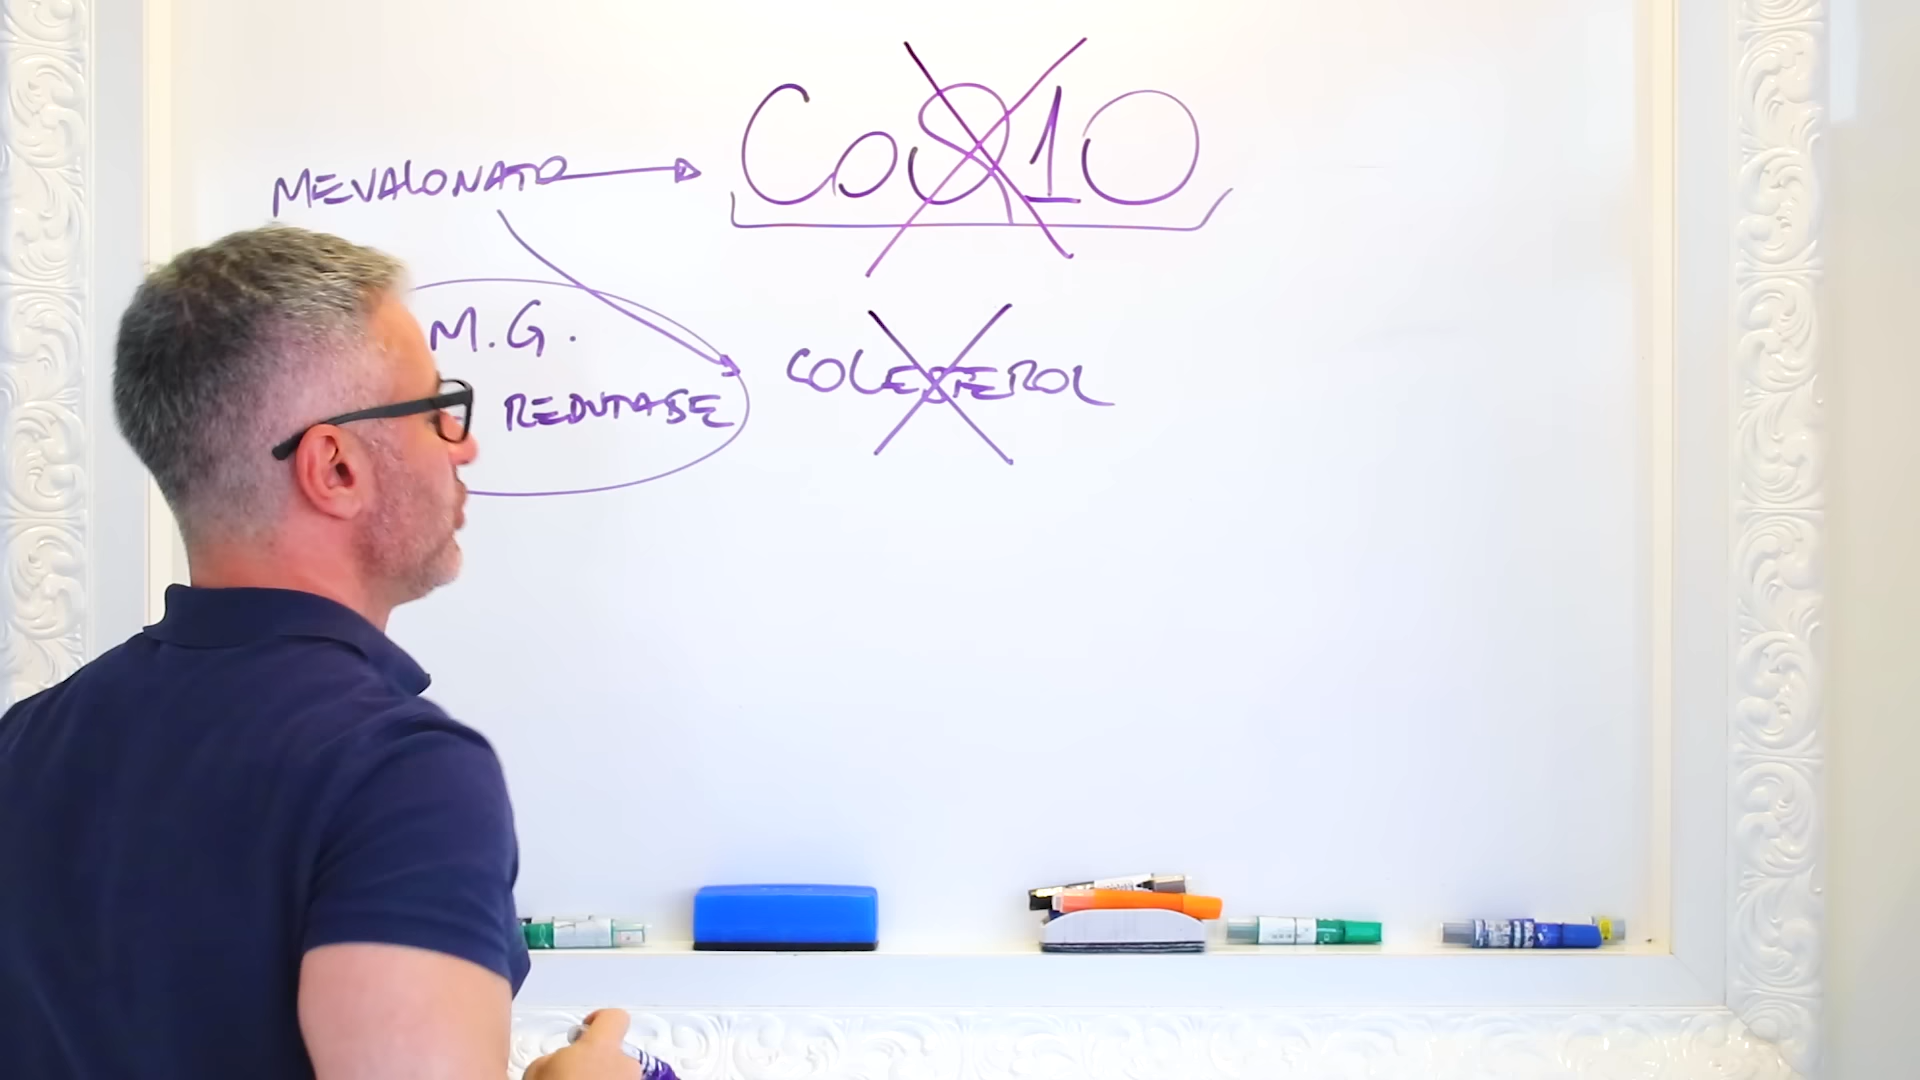 MEVALONATO
CoQ10
M.G.
REDUTASE
COLESTEROL